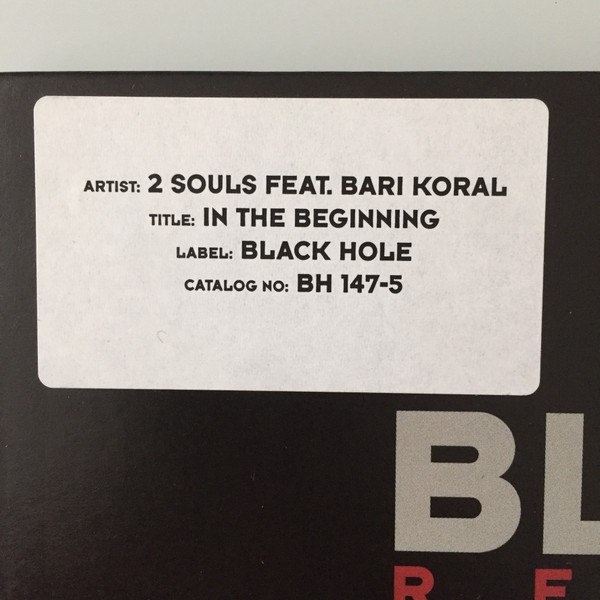 ARTIST: 2 SOULS FEAT. BARI KORAL
TITLE: IN THE BEGINNING
LABEL: BLACK HOLE
CATALOG NO: BH 147-5
BL
RE